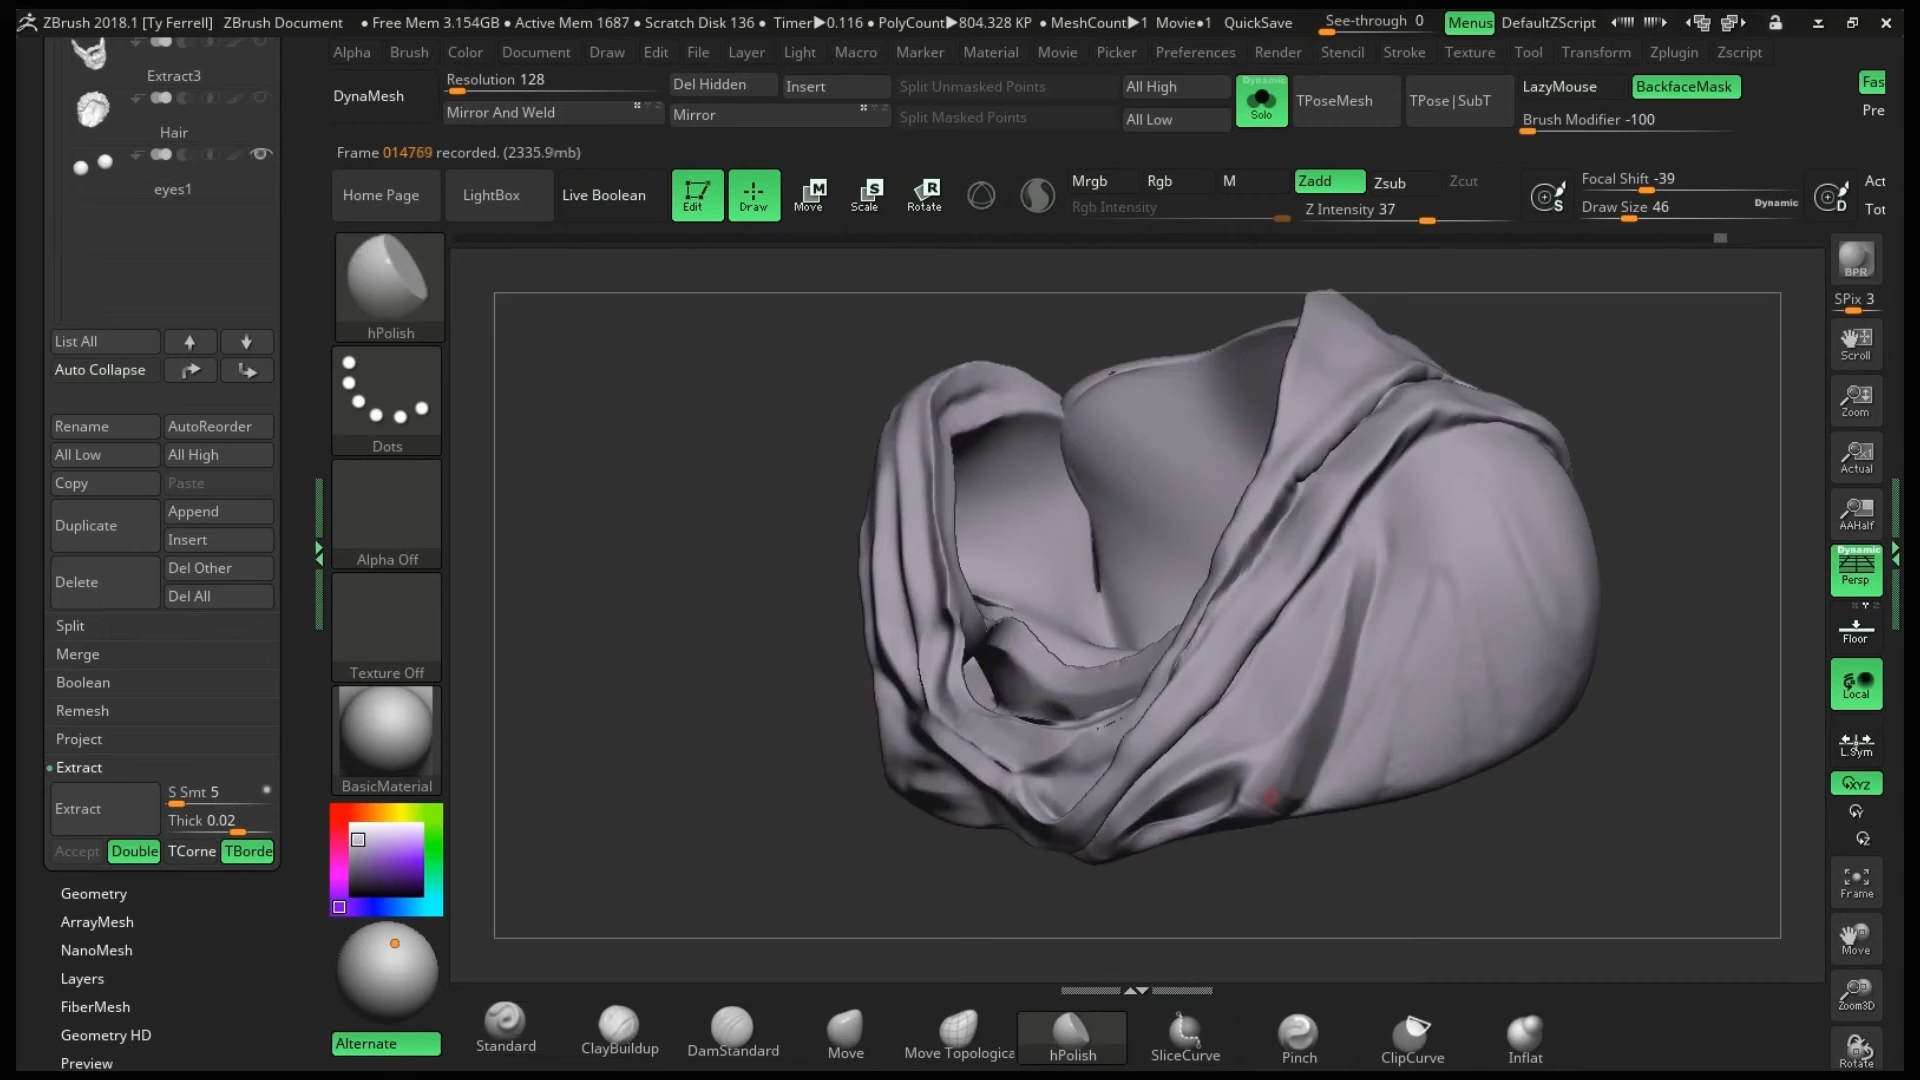 ZBrush 2018.1 [Ty Ferrell] ZBrush Document ● Free Mem 3.154GB ● Active Mem 1687 ● Scratch Disk 136 ● Timer▶0.116 ● PolyCount▶804.328 KP ● MeshCount▶1 Movie●1 QuickSave See-through 0 Menus DefaultZScript
Alpha Brush Color Document Draw Edit File Layer Light Macro Marker Material Movie Picker Preferences Render Stencil Stroke Texture Tool Transform Zplugin Zscript
DynaMesh
Resolution 128
Mirror And Weld
Del Hidden
Insert
Mirror
Split Unmasked Points
Split Masked Points
All High
All Low
Dynamic
Solo
TPoseMesh
TPose|SubT
LazyMouse
BackfaceMask
Brush Modifier -100
Fas
Pre
Frame 014769 recorded. (2335.9mb)
Home Page
LightBox
Live Boolean
Edit
Draw
M
Move
S
Scale
R
Rotate
Mrgb Rgb M
Rgb Intensity
Zadd Zsub Zcut
Z Intensity 37
S
Focal Shift -39
Draw Size 46
Dynamic
D
Act
Tot
Extract3
Hair
eyes1
List All
Auto Collapse
Rename AutoReorder
All Low All High
Copy Paste
Duplicate
Append
Insert
Delete
Del Other
Del All
Split
Merge
Boolean
Remesh
Project
Extract
Extract
S Smt 5
Thick 0.02
Accept Double TCorne TBorde
Geometry
ArrayMesh
NanoMesh
Layers
FiberMesh
Geometry HD
Preview
hPolish
Dots
Alpha Off
Texture Off
BasicMaterial
Alternate
Standard ClayBuildup DamStandard Move Move Topologica hPolish SliceCurve Pinch ClipCurve Inflat
BPR
SPix 3
Scroll
Zoom
Actual
AAHalf
Dynamic
Persp
Floor
Local
L.Sym
XYZ
Y
Z
Frame
Move
Zoom3D
Rotate